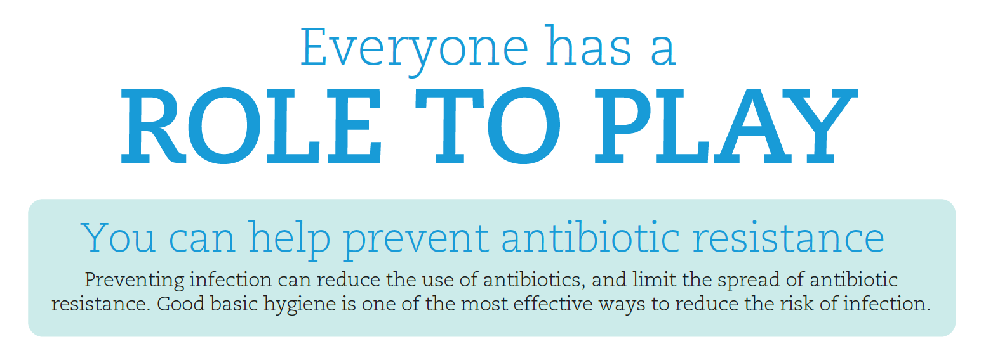 Everyone has a
ROLE TO PLAY
You can help prevent antibiotic resistance
Preventing infection can reduce the use of antibiotics, and limit the spread of antibiotic
resistance. Good basic hygiene is one of the most effective ways to reduce the risk of infection.